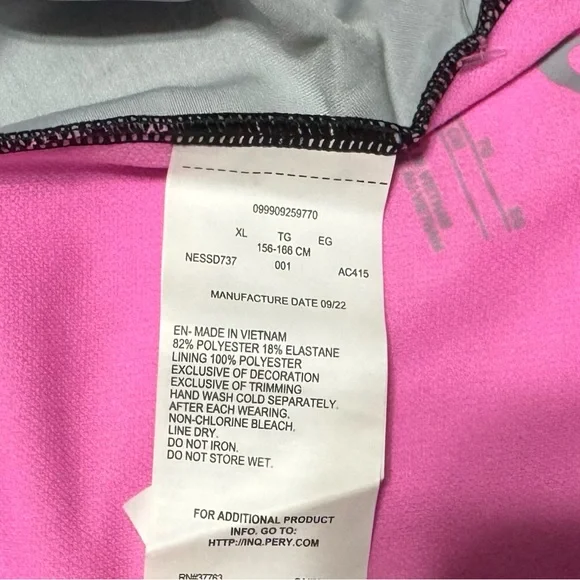 099909259770
XL TG EG
156-166 CM
NESSD737 001 AC415
MANUFACTURE DATE 09/22
EN- MADE IN VIETNAM
82% POLYESTER 18% ELASTANE
LINING 100% POLYESTER
EXCLUSIVE OF DECORATION
EXCLUSIVE OF TRIMMING
HAND WASH COLD SEPARATELY.
AFTER EACH WEARING.
NON-CHLORINE BLEACH.
LINE DRY.
DO NOT IRON.
DO NOT STORE WET.
FOR ADDITIONAL PRODUCT
INFO. GO TO:
HTTP://INQ.PERY.COM/
RN#37763